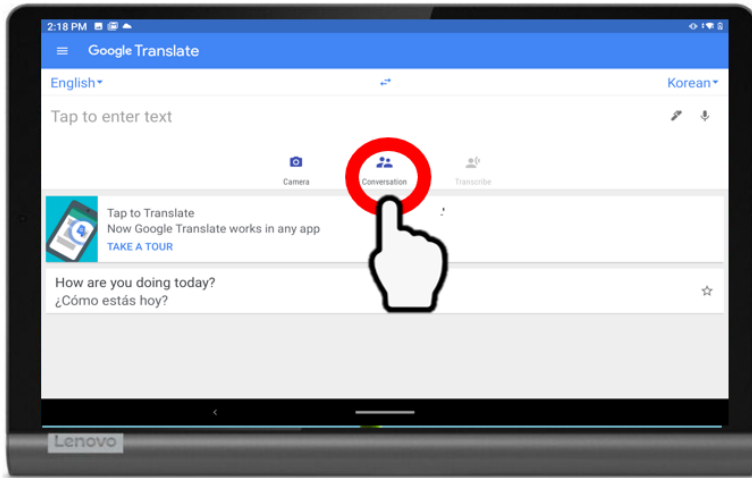 2:18 PM
Google Translate
English
Korean
Tap to enter text
Camera
Conversation
Transcribe
Tap to Translate
Now Google Translate works in any app
TAKE A TOUR
How are you doing today?
¿Cómo estás hoy?
Lenovo